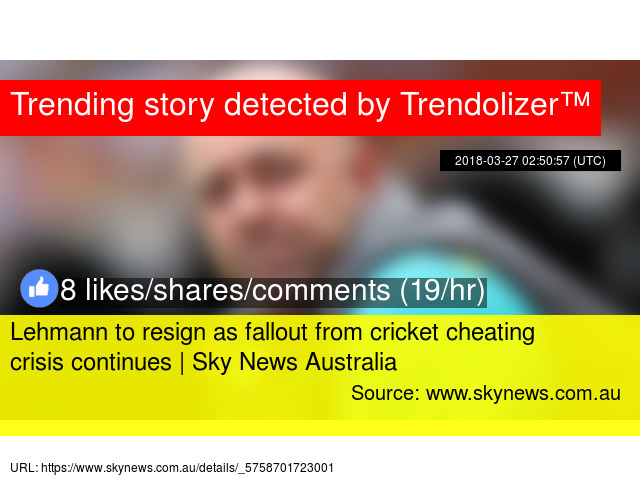 Trending story detected by Trendolizer™
2018-03-27 02:50:57 (UTC)
8 likes/shares/comments (19/hr)
Lehmann to resign as fallout from cricket cheating
crisis continues | Sky News Australia
Source: www.skynews.com.au
URL: https://www.skynews.com.au/details/_5758701723001